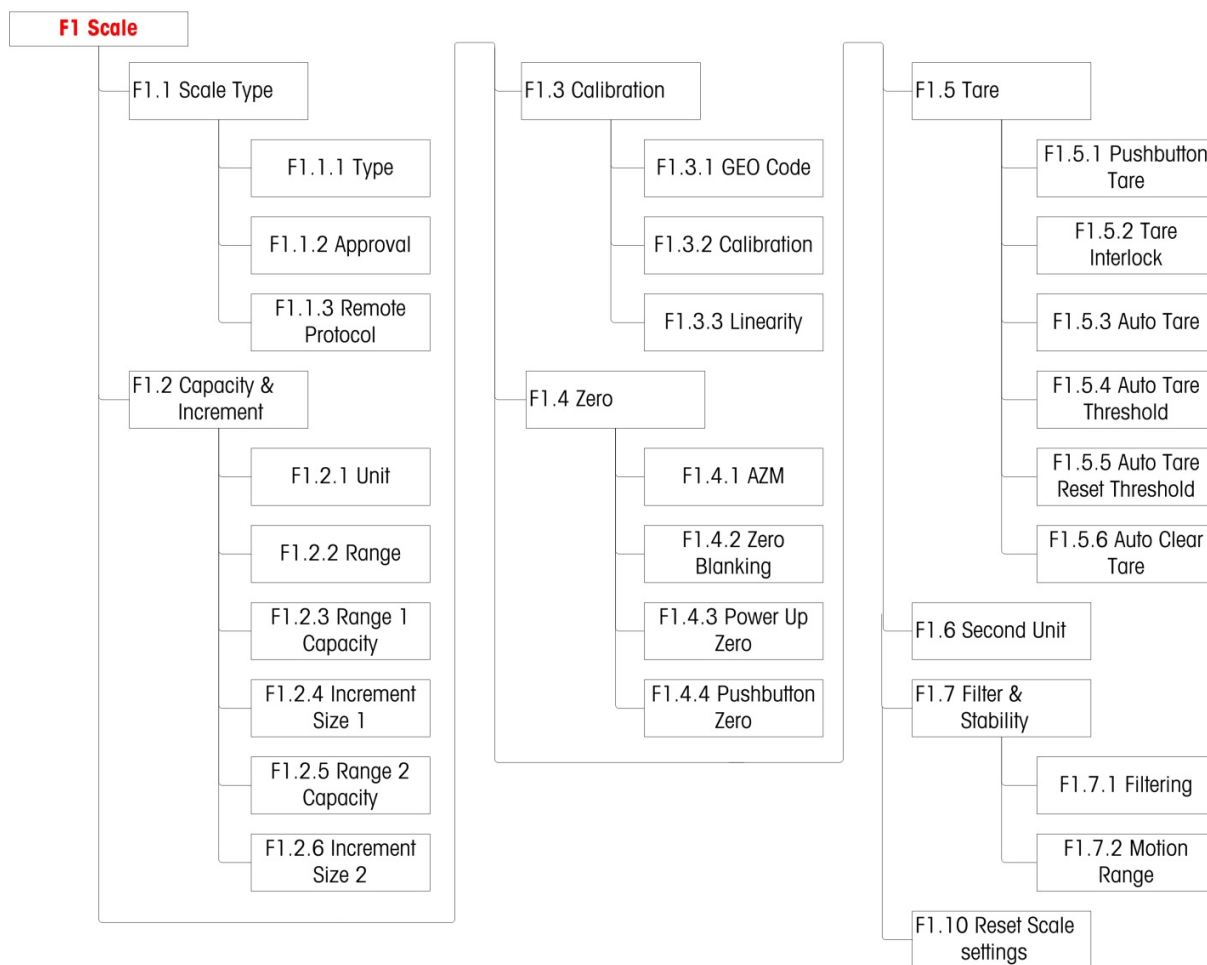 F1 Scale
F1.1 Scale Type
F1.1.1 Type
F1.1.2 Approval
F1.1.3 Remote
Protocol
F1.2 Capacity &
Increment
F1.2.1 Unit
F1.2.2 Range
F1.2.3 Range 1
Capacity
F1.2.4 Increment
Size 1
F1.2.5 Range 2
Capacity
F1.2.6 Increment
Size 2
F1.3 Calibration
F1.3.1 GEO Code
F1.3.2 Calibration
F1.3.3 Linearity
F1.4 Zero
F1.4.1 AZM
F1.4.2 Zero
Blanking
F1.4.3 Power Up
Zero
F1.4.4 Pushbutton
Zero
F1.5 Tare
F1.5.1 Pushbutton
Tare
F1.5.2 Tare
Interlock
F1.5.3 Auto Tare
F1.5.4 Auto Tare
Threshold
F1.5.5 Auto Tare
Reset Threshold
F1.5.6 Auto Clear
Tare
F1.6 Second Unit
F1.7 Filter &
Stability
F1.7.1 Filtering
F1.7.2 Motion
Range
F1.10 Reset Scale
settings